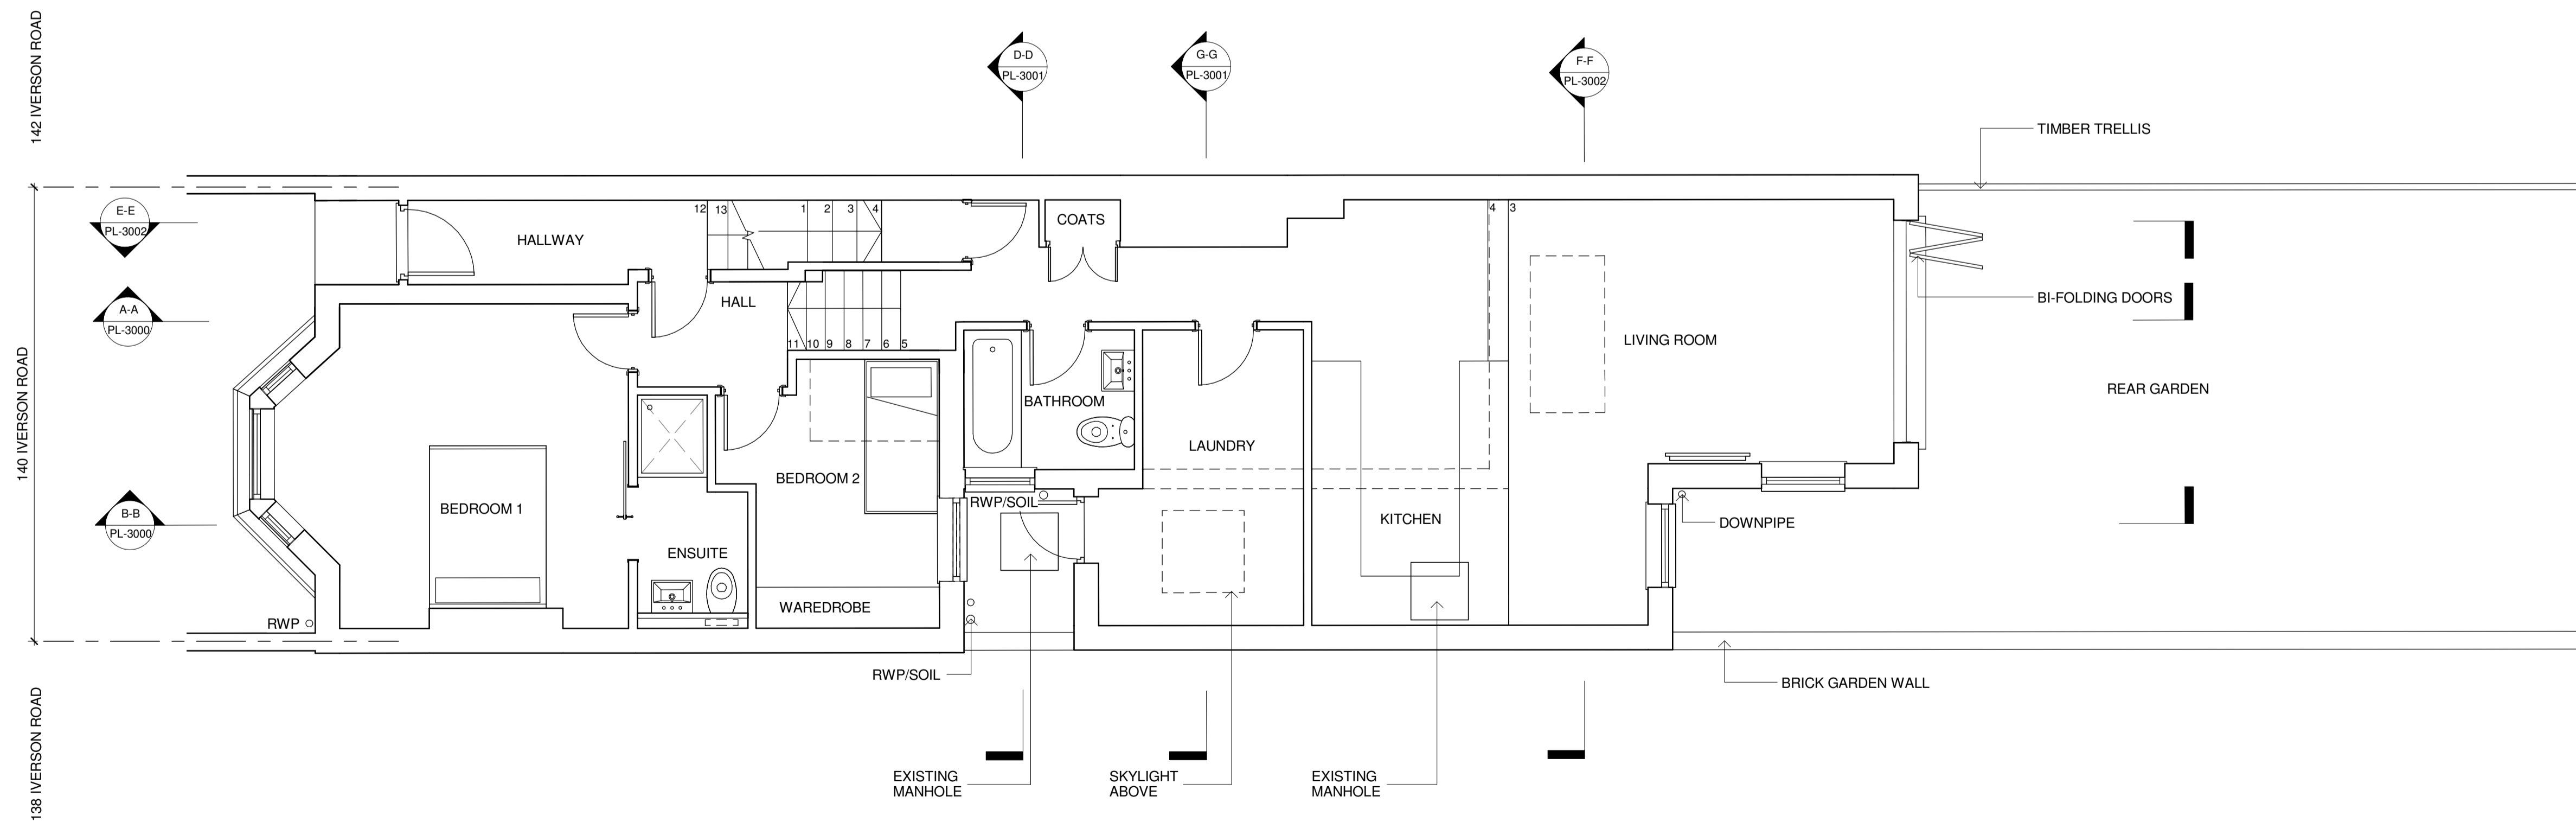 142 IVERSON ROAD
D-D
PL-3001
G-G
PL-3001
F-F
PL-3002
TIMBER TRELLIS
E-E
PL-3002
HALLWAY
12 13
1 2 3 4
COATS
4 3
A-A
PL-3000
HALL
BI-FOLDING DOORS
11 10 9 8 7 6 5
LIVING ROOM
140 IVERSON ROAD
REAR GARDEN
BATHROOM
LAUNDRY
BEDROOM 2
BEDROOM 1
RWP/SOIL
B-B
PL-3000
KITCHEN
DOWNPIPE
ENSUITE
WAREDROBE
RWP
RWP/SOIL
BRICK GARDEN WALL
138 IVERSON ROAD
EXISTING
MANHOLE
SKYLIGHT
ABOVE
EXISTING
MANHOLE